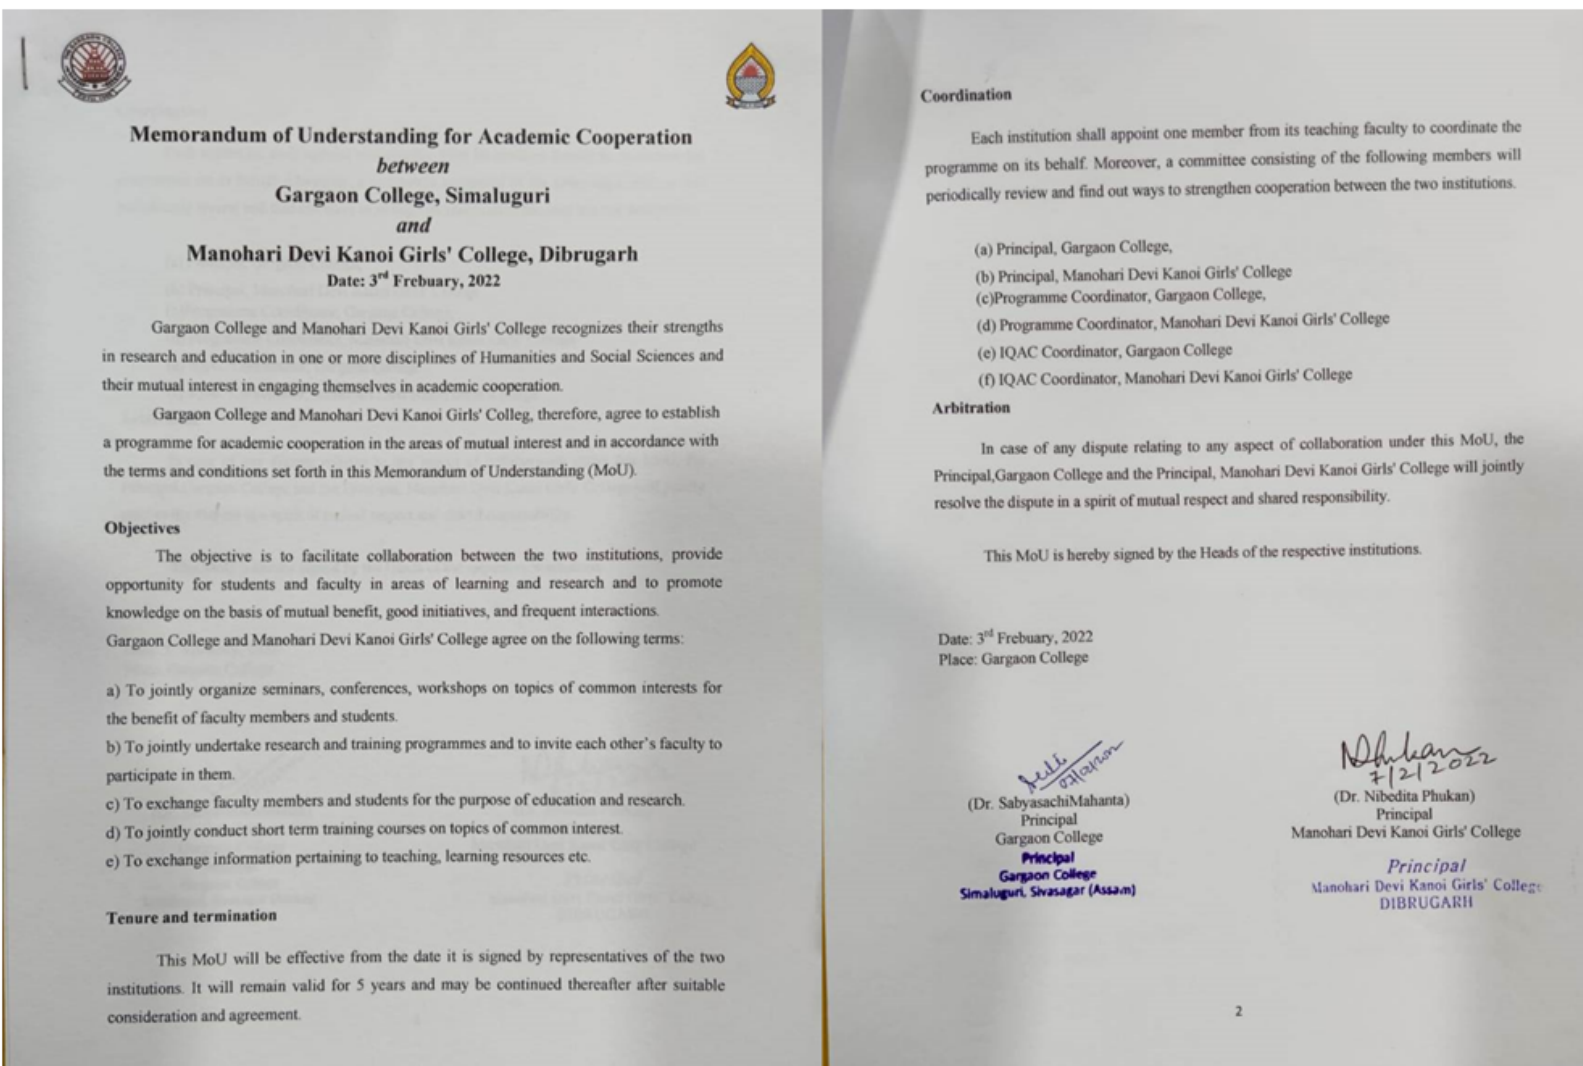 Memorandum of Understanding for Academic Cooperation
between
Gargaon College, Simaluguri
and
Manohari Devi Kanoi Girls' College, Dibrugarh
Date: 3rd Frebuary, 2022
Gargaon College and Manohari Devi Kanoi Girls' College recognizes their strengths
in research and education in one or more disciplines of Humanities and Social Sciences and
their mutual interest in engaging themselves in academic cooperation.
Gargaon College and Manohari Devi Kanoi Girls' Colleg, therefore, agree to establish
a programme for academic cooperation in the areas of mutual interest and in accordance with
the terms and conditions set forth in this Memorandum of Understanding (MoU).
Objectives
The objective is to facilitate collaboration between the two institutions, provide
opportunity for students and faculty in areas of learning and research and to promote
knowledge on the basis of mutual benefit, good initiatives, and frequent interactions.
Gargaon College and Manohari Devi Kanoi Girls' College agree on the following terms:
a) To jointly organize seminars, conferences, workshops on topics of common interests for
the benefit of faculty members and students.
b) To jointly undertake research and training programmes and to invite each other's faculty to
participate in them.
c) To exchange faculty members and students for the purpose of education and research.
d) To jointly conduct short term training courses on topics of common interest.
e) To exchange information pertaining to teaching, learning resources etc.
Tenure and termination
This MoU will be effective from the date it is signed by representatives of the two
institutions. It will remain valid for 5 years and may be continued thereafter after suitable
consideration and agreement.
Coordination
Each institution shall appoint one member from its teaching faculty to coordinate the
programme on its behalf. Moreover, a committee consisting of the following members will
periodically review and find out ways to strengthen cooperation between the two institutions.
(a) Principal, Gargaon College,
(b) Principal, Manohari Devi Kanoi Girls' College
(c)Programme Coordinator, Gargaon College,
(d) Programme Coordinator, Manohari Devi Kanoi Girls' College
(e) IQAC Coordinator, Gargaon College
(f) IQAC Coordinator, Manohari Devi Kanoi Girls' College
Arbitration
In case of any dispute relating to any aspect of collaboration under this MoU, the
Principal,Gargaon College and the Principal, Manohari Devi Kanoi Girls' College will jointly
resolve the dispute in a spirit of mutual respect and shared responsibility.
This MoU is hereby signed by the Heads of the respective institutions.
Date: 3rd Frebuary, 2022
Place: Gargaon College
07/02/2022
(Dr. SabyasachiMahanta)
Principal
Gargaon College
Principal
Gargaon College
Simaluguri, Sivasagar (Assam)
NPhukan
7/2/2022
(Dr. Nibedita Phukan)
Principal
Manohari Devi Kanoi Girls' College
Principal
Manohari Devi Kanoi Girls' College
DIBRUGARH
2